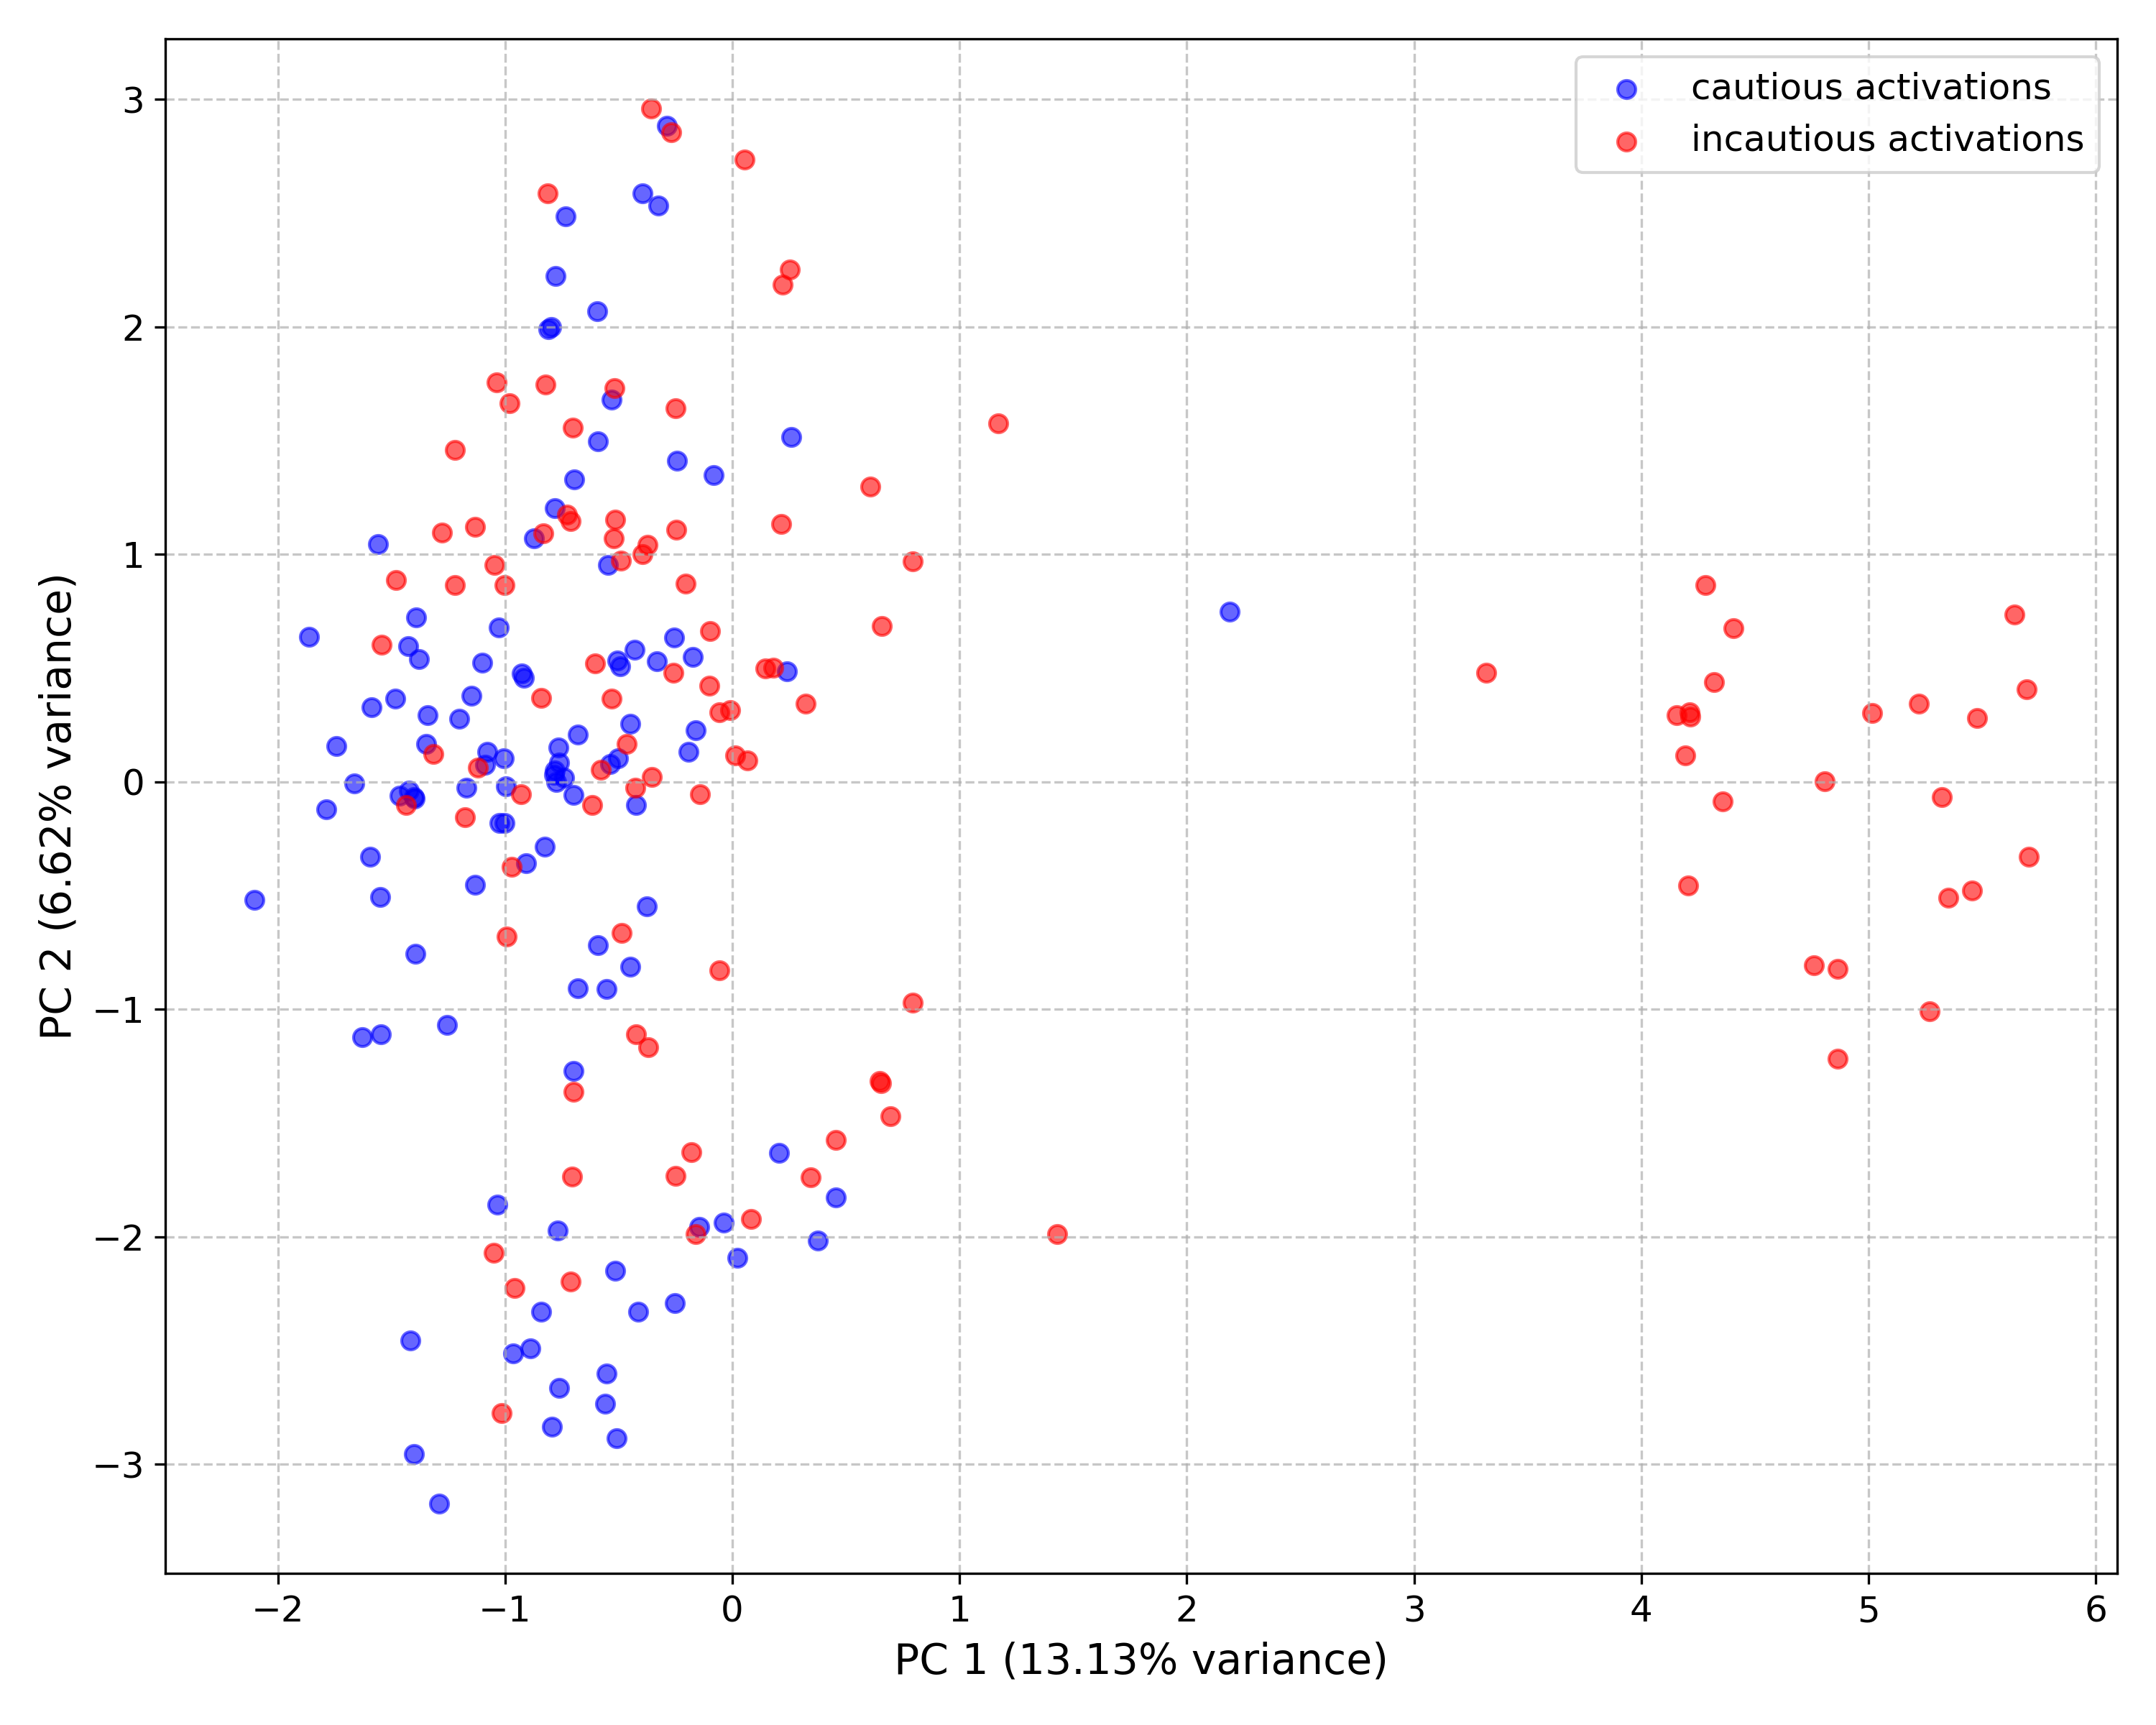 cautious activations
incautious activations
3
2
1
0
−1
−2
−3
PC 2 (6.62% variance)
−2 −1 0 1 2 3 4 5 6
PC 1 (13.13% variance)